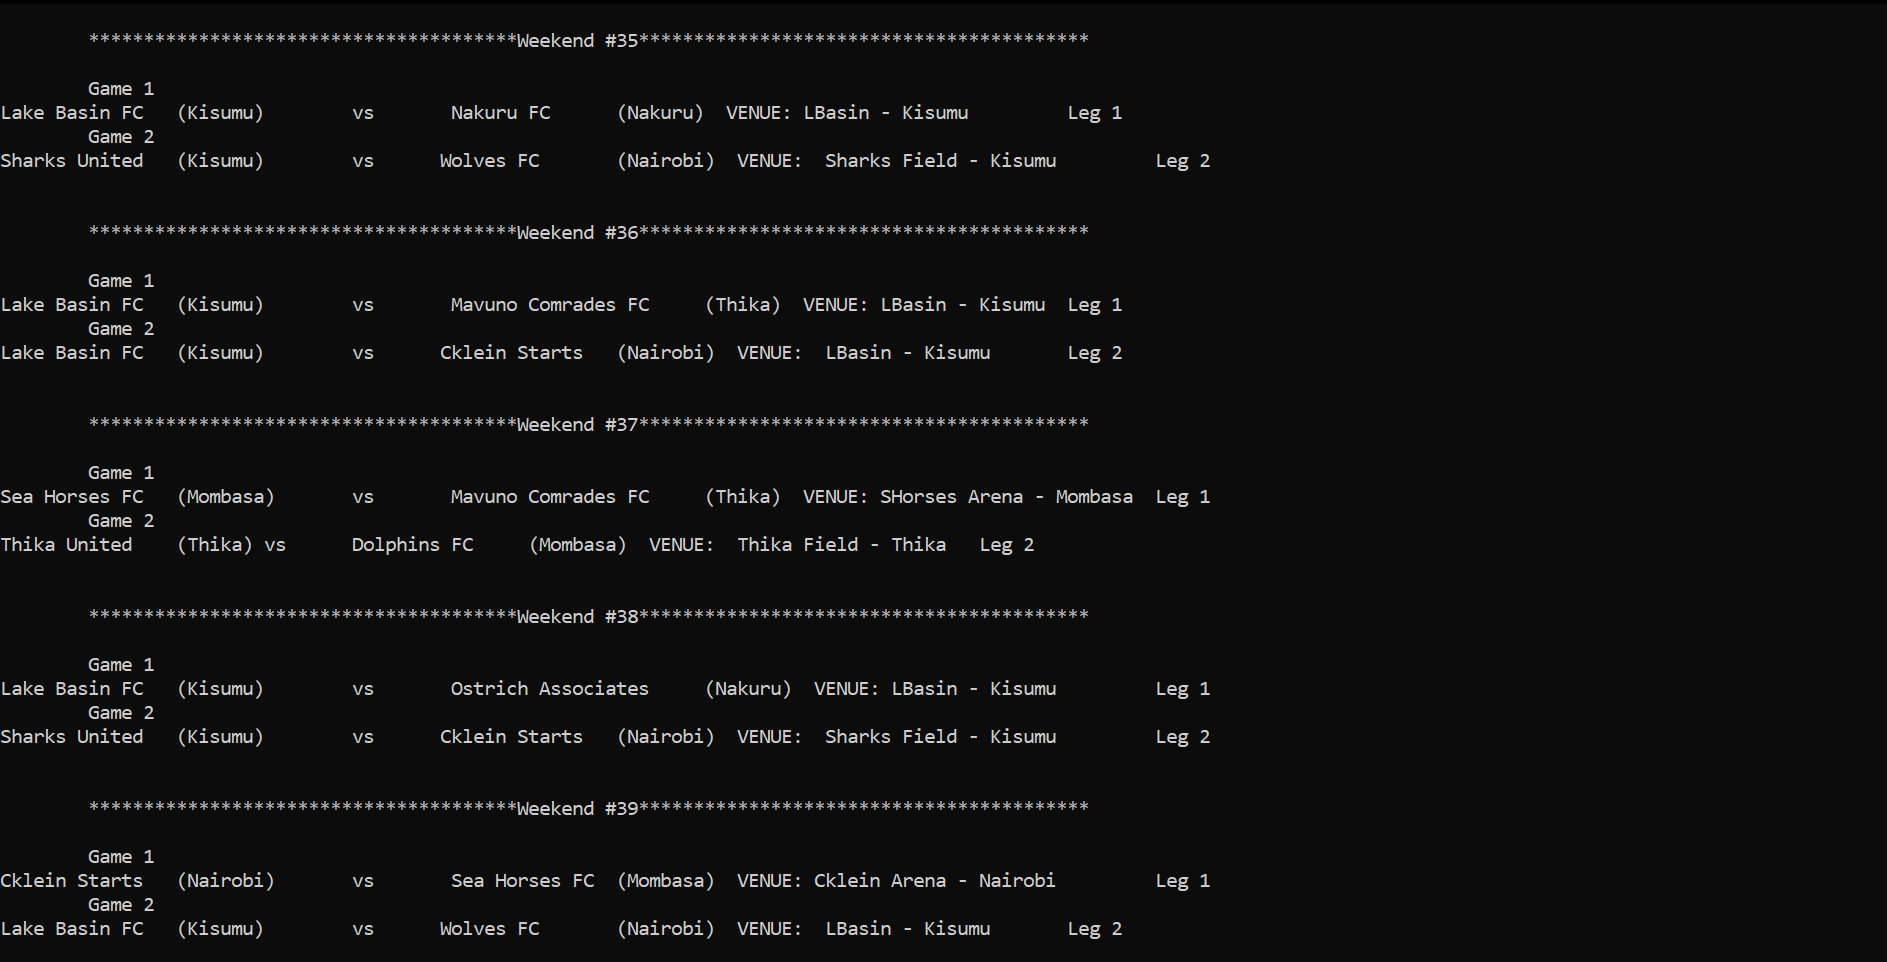 ***************************************Weekend #35*****************************************
Game 1
Lake Basin FC   (Kisumu)        vs       Nakuru FC      (Nakuru)  VENUE: LBasin - Kisumu         Leg 1
Game 2
Sharks United   (Kisumu)        vs      Wolves FC       (Nairobi)  VENUE:  Sharks Field - Kisumu         Leg 2
***************************************Weekend #36*****************************************
Game 1
Lake Basin FC   (Kisumu)        vs       Mavuno Comrades FC     (Thika)  VENUE: LBasin - Kisumu  Leg 1
Game 2
Lake Basin FC   (Kisumu)        vs      Cklein Starts   (Nairobi)  VENUE:  LBasin - Kisumu       Leg 2
***************************************Weekend #37*****************************************
Game 1
Sea Horses FC   (Mombasa)       vs       Mavuno Comrades FC     (Thika)  VENUE: SHorses Arena - Mombasa  Leg 1
Game 2
Thika United    (Thika) vs      Dolphins FC     (Mombasa)  VENUE:  Thika Field - Thika   Leg 2
***************************************Weekend #38*****************************************
Game 1
Lake Basin FC   (Kisumu)        vs       Ostrich Associates     (Nakuru)  VENUE: LBasin - Kisumu         Leg 1
Game 2
Sharks United   (Kisumu)        vs      Cklein Starts   (Nairobi)  VENUE:  Sharks Field - Kisumu         Leg 2
***************************************Weekend #39*****************************************
Game 1
Cklein Starts   (Nairobi)       vs       Sea Horses FC  (Mombasa)  VENUE: Cklein Arena - Nairobi         Leg 1
Game 2
Lake Basin FC   (Kisumu)        vs      Wolves FC       (Nairobi)  VENUE:  LBasin - Kisumu       Leg 2